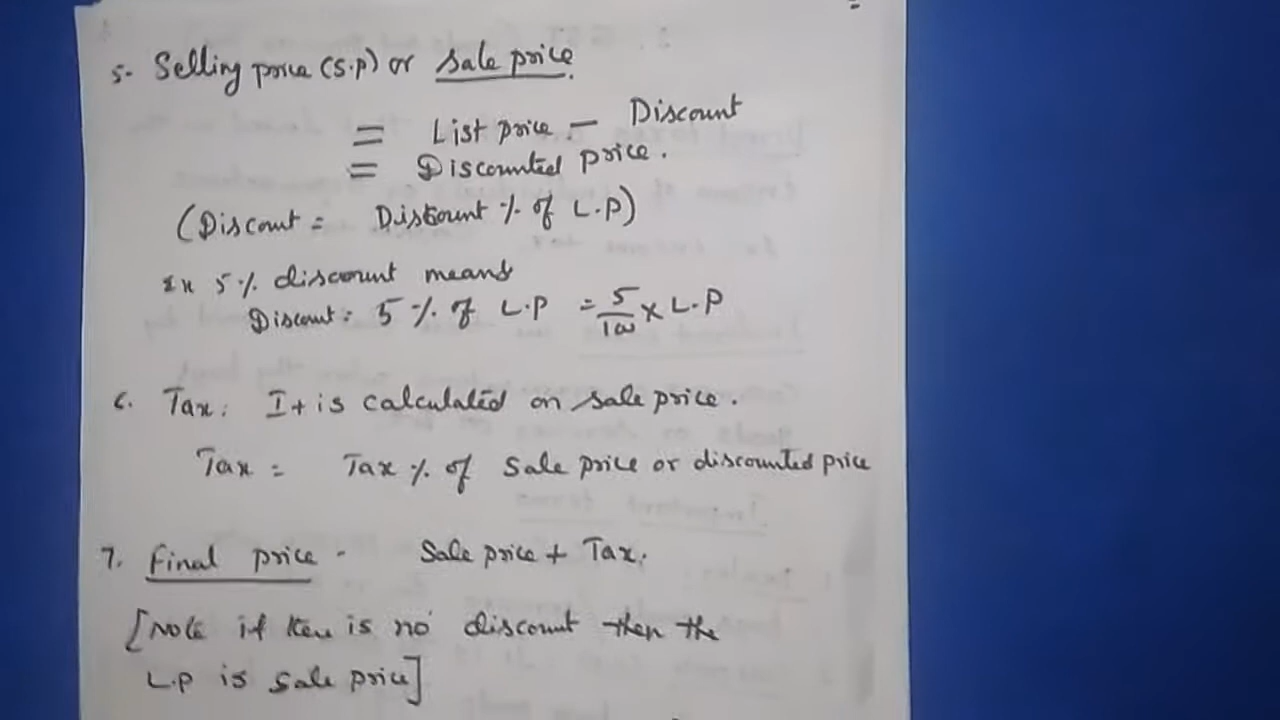 5. Selling price (S.P) or sale price.
= List price - Discount
= Discounted price.
(Discount = Discount % of L.P)
Ex 5% discount means
Discount = 5 % of L.P = 5/100 x L.P
6. Tax: It is calculated on sale price.
Tax = Tax % of Sale price or discounted price
7. Final price - Sale price + Tax.
[Note if there is no discount then the
L.P is sale price]